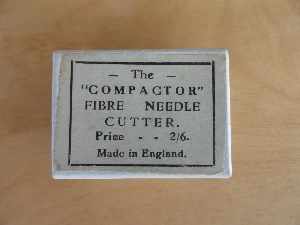 – The –
"COMPACTOR"
FIBRE NEEDLE
CUTTER.
Price - - 2/6.
Made in England.